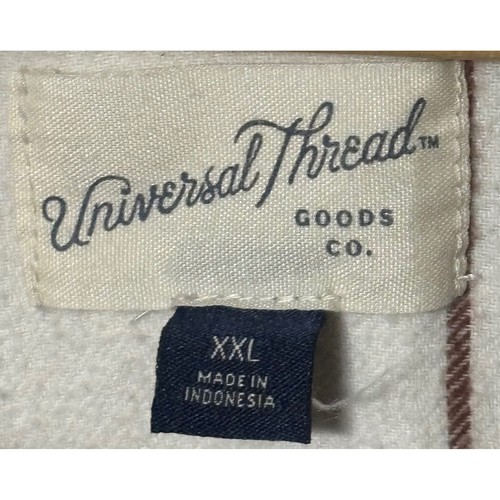 Universal Thread™
GOODS
CO.
XXL
MADE IN
INDONESIA